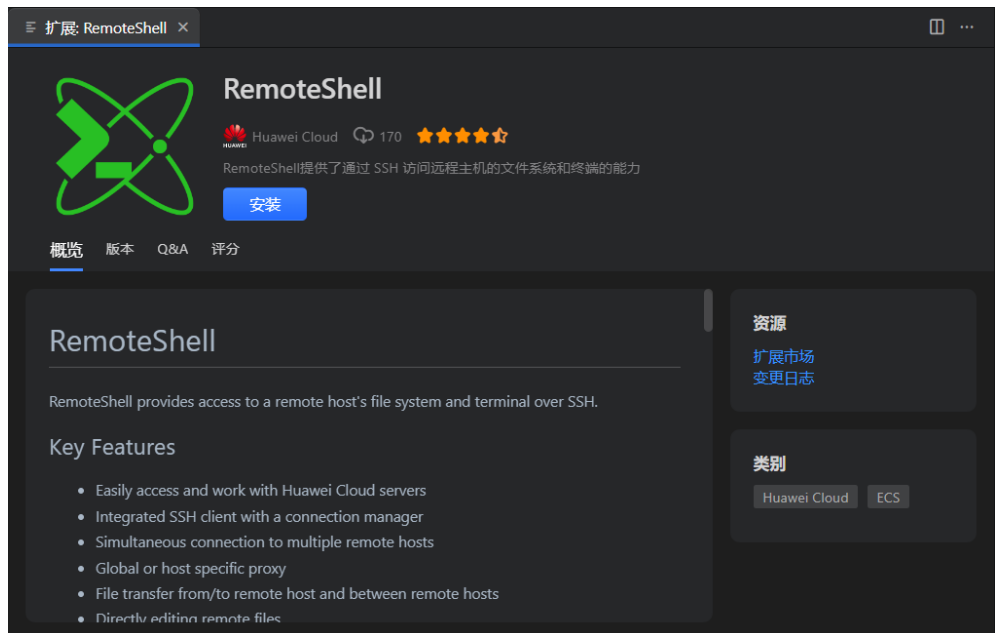 扩展: RemoteShell
RemoteShell
HUAWEI Huawei Cloud 170
RemoteShell提供了通过 SSH 访问远程主机的文件系统和终端的能力
安装
概览 版本 Q&A 评分
RemoteShell
RemoteShell provides access to a remote host's file system and terminal over SSH.
Key Features
Easily access and work with Huawei Cloud servers
Integrated SSH client with a connection manager
Simultaneous connection to multiple remote hosts
Global or host specific proxy
File transfer from/to remote host and between remote hosts
Directly editing remote files
资源
扩展市场
变更日志
类别
Huawei Cloud ECS